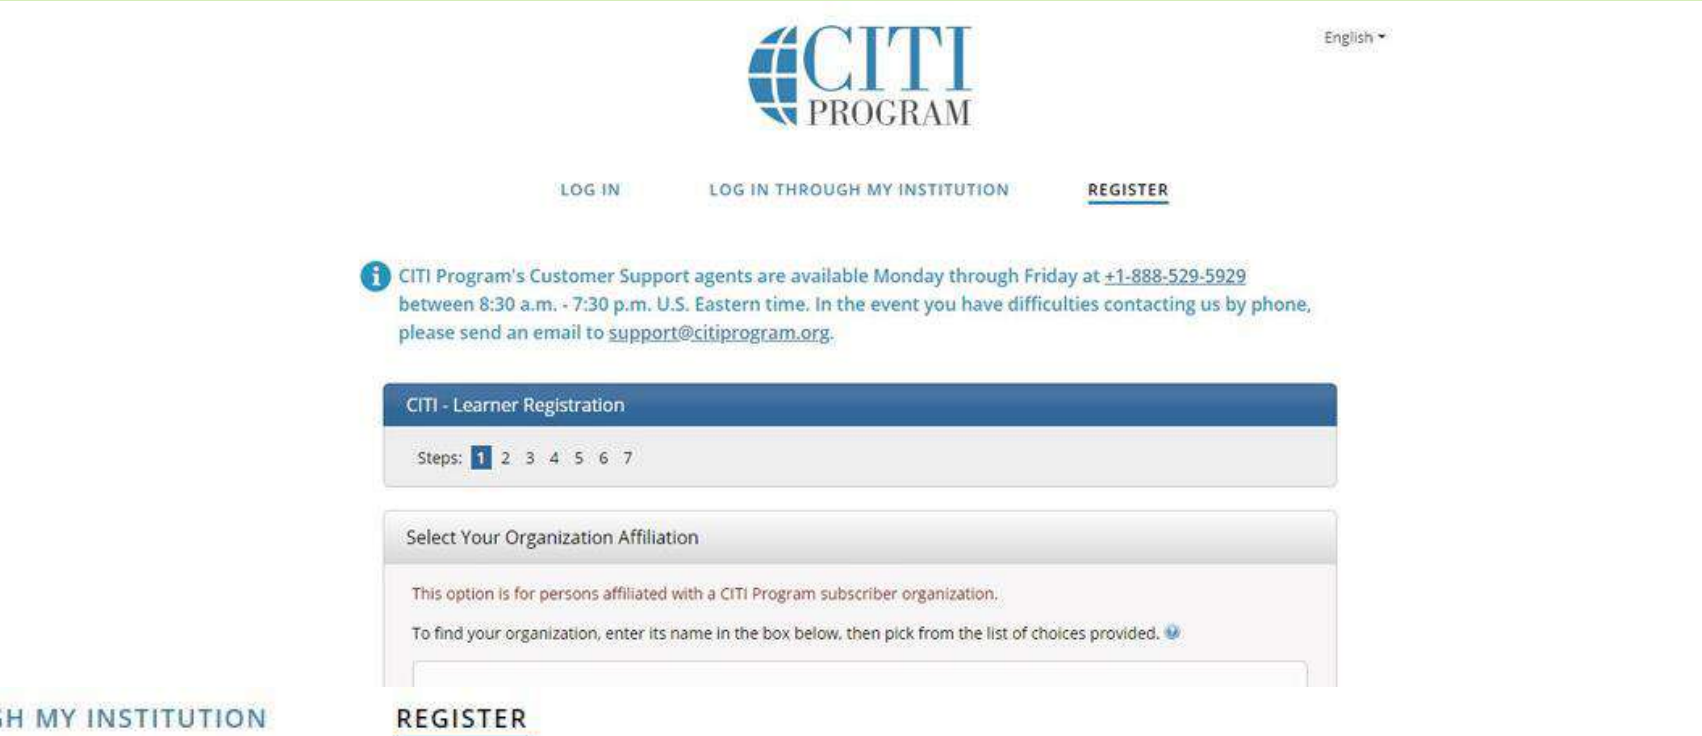 CITI
PROGRAM
English
LOG IN
LOG IN THROUGH MY INSTITUTION
REGISTER
CITI Program's Customer Support agents are available Monday through Friday at +1-888-529-5929
between 8:30 a.m. - 7:30 p.m. U.S. Eastern time. In the event you have difficulties contacting us by phone,
please send an email to support@citiprogram.org.
CITI - Learner Registration
Steps: 1 2 3 4 5 6 7
Select Your Organization Affiliation
This option is for persons affiliated with a CITI Program subscriber organization.
To find your organization, enter its name in the box below, then pick from the list of choices provided.
GH MY INSTITUTION
REGISTER